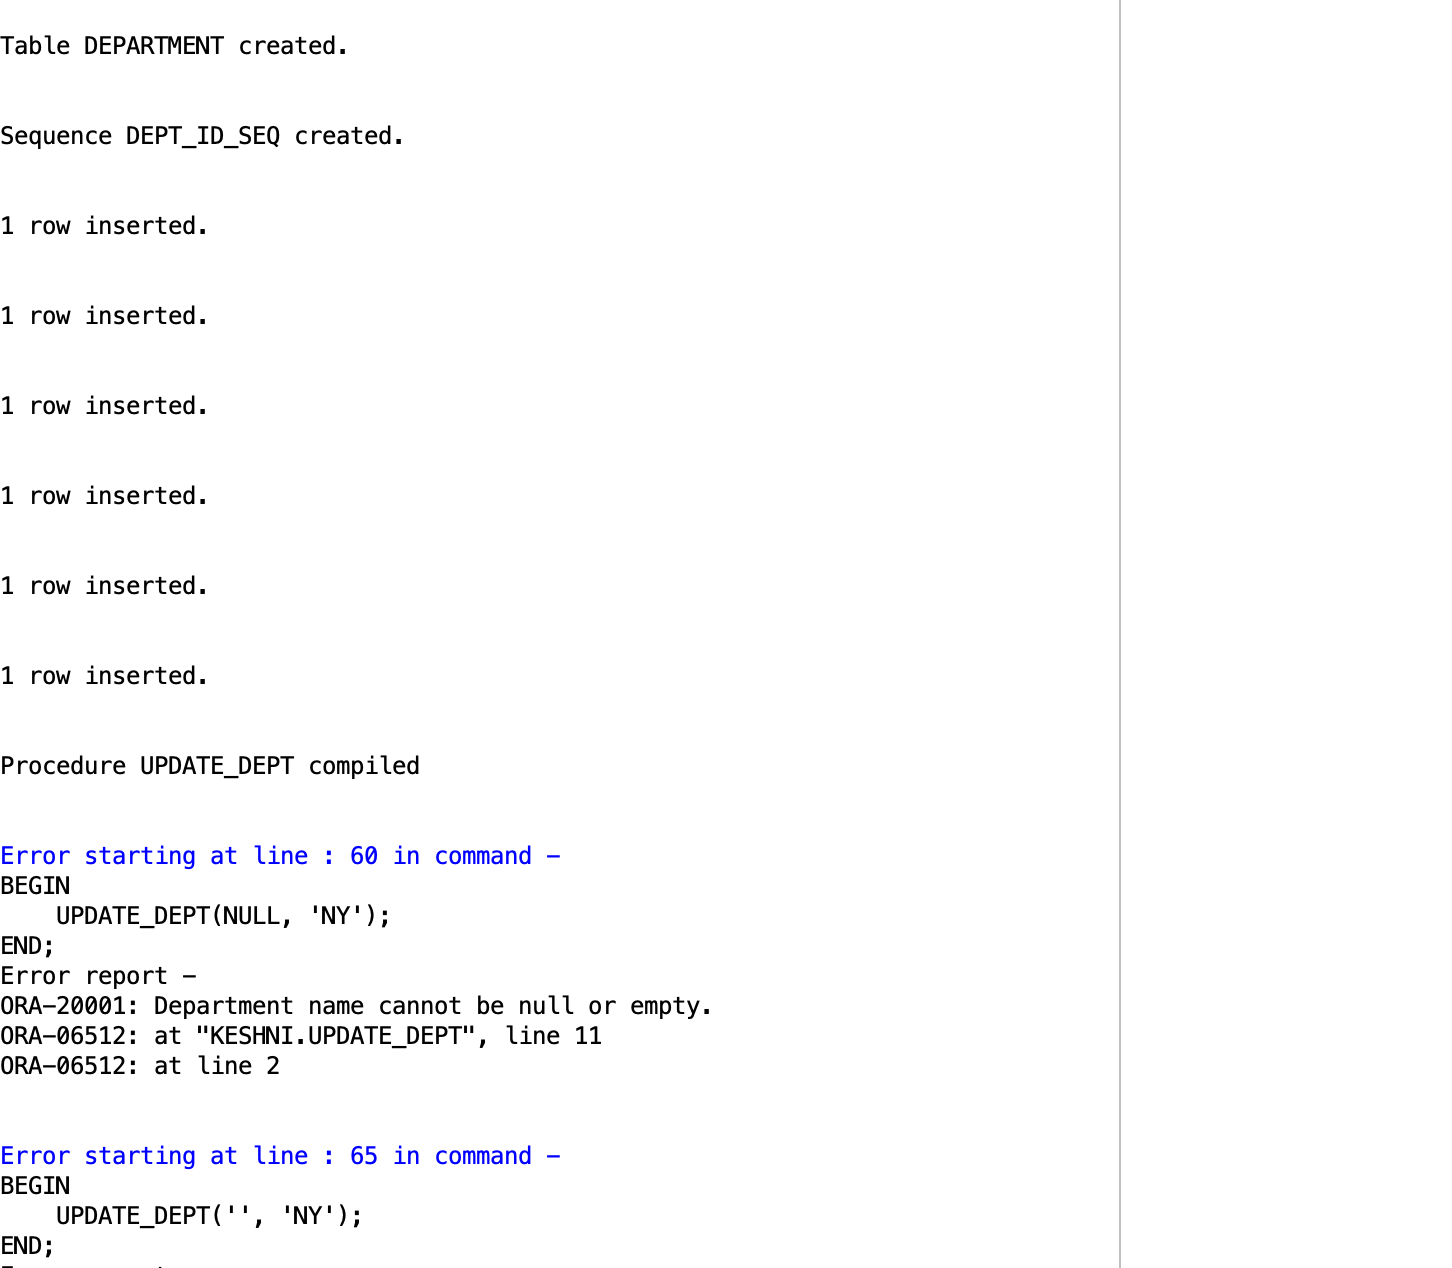 Table DEPARTMENT created.
Sequence DEPT_ID_SEQ created.
1 row inserted.
1 row inserted.
1 row inserted.
1 row inserted.
1 row inserted.
1 row inserted.
Procedure UPDATE_DEPT compiled
Error starting at line : 60 in command -
BEGIN
    UPDATE_DEPT(NULL, 'NY');
END;
Error report -
ORA-20001: Department name cannot be null or empty.
ORA-06512: at "KESHNI.UPDATE_DEPT", line 11
ORA-06512: at line 2
Error starting at line : 65 in command -
BEGIN
    UPDATE_DEPT('', 'NY');
END;